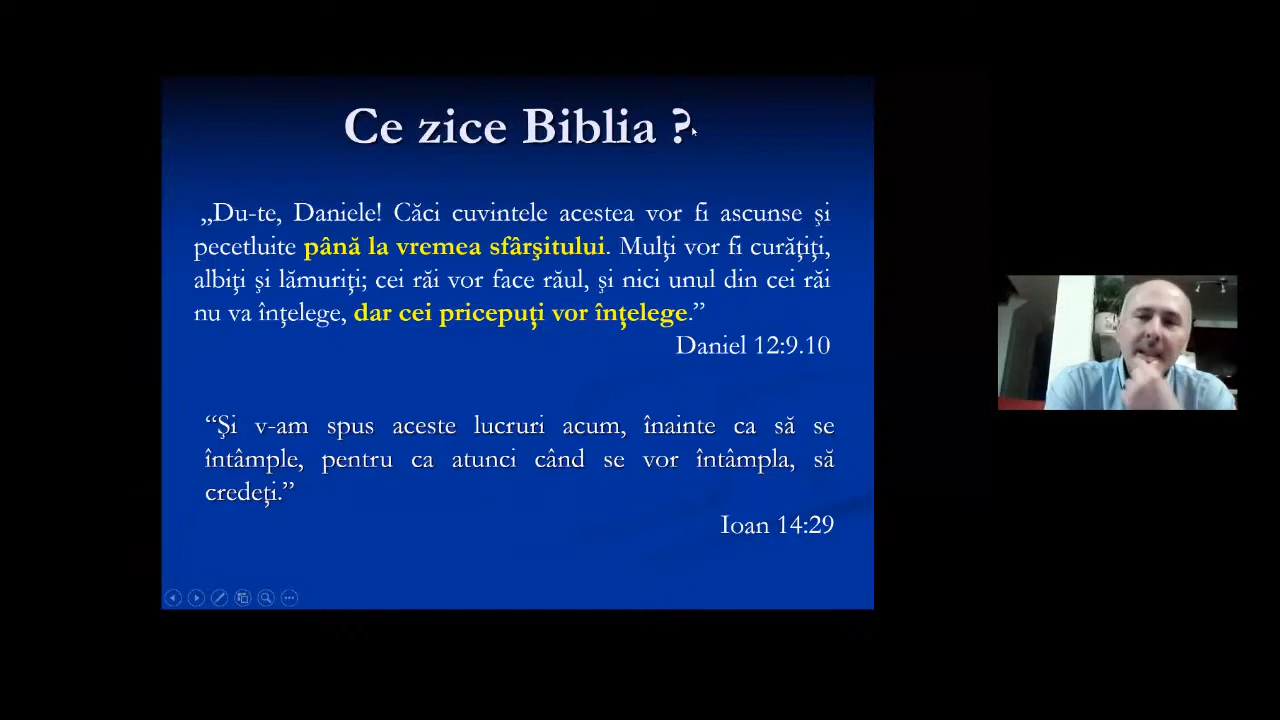 Ce zice Biblia ?
„Du-te, Daniele! Căci cuvintele acestea vor fi ascunse şi
pecetluite până la vremea sfârşitului. Mulţi vor fi curăţiţi,
albiţi şi lămuriţi; cei răi vor face răul, şi nici unul din cei răi
nu va înţelege, dar cei pricepuţi vor înţelege.”
Daniel 12:9.10
“Şi v-am spus aceste lucruri acum, înainte ca să se
întâmple, pentru ca atunci când se vor întâmpla, să
credeţi.”
Ioan 14:29